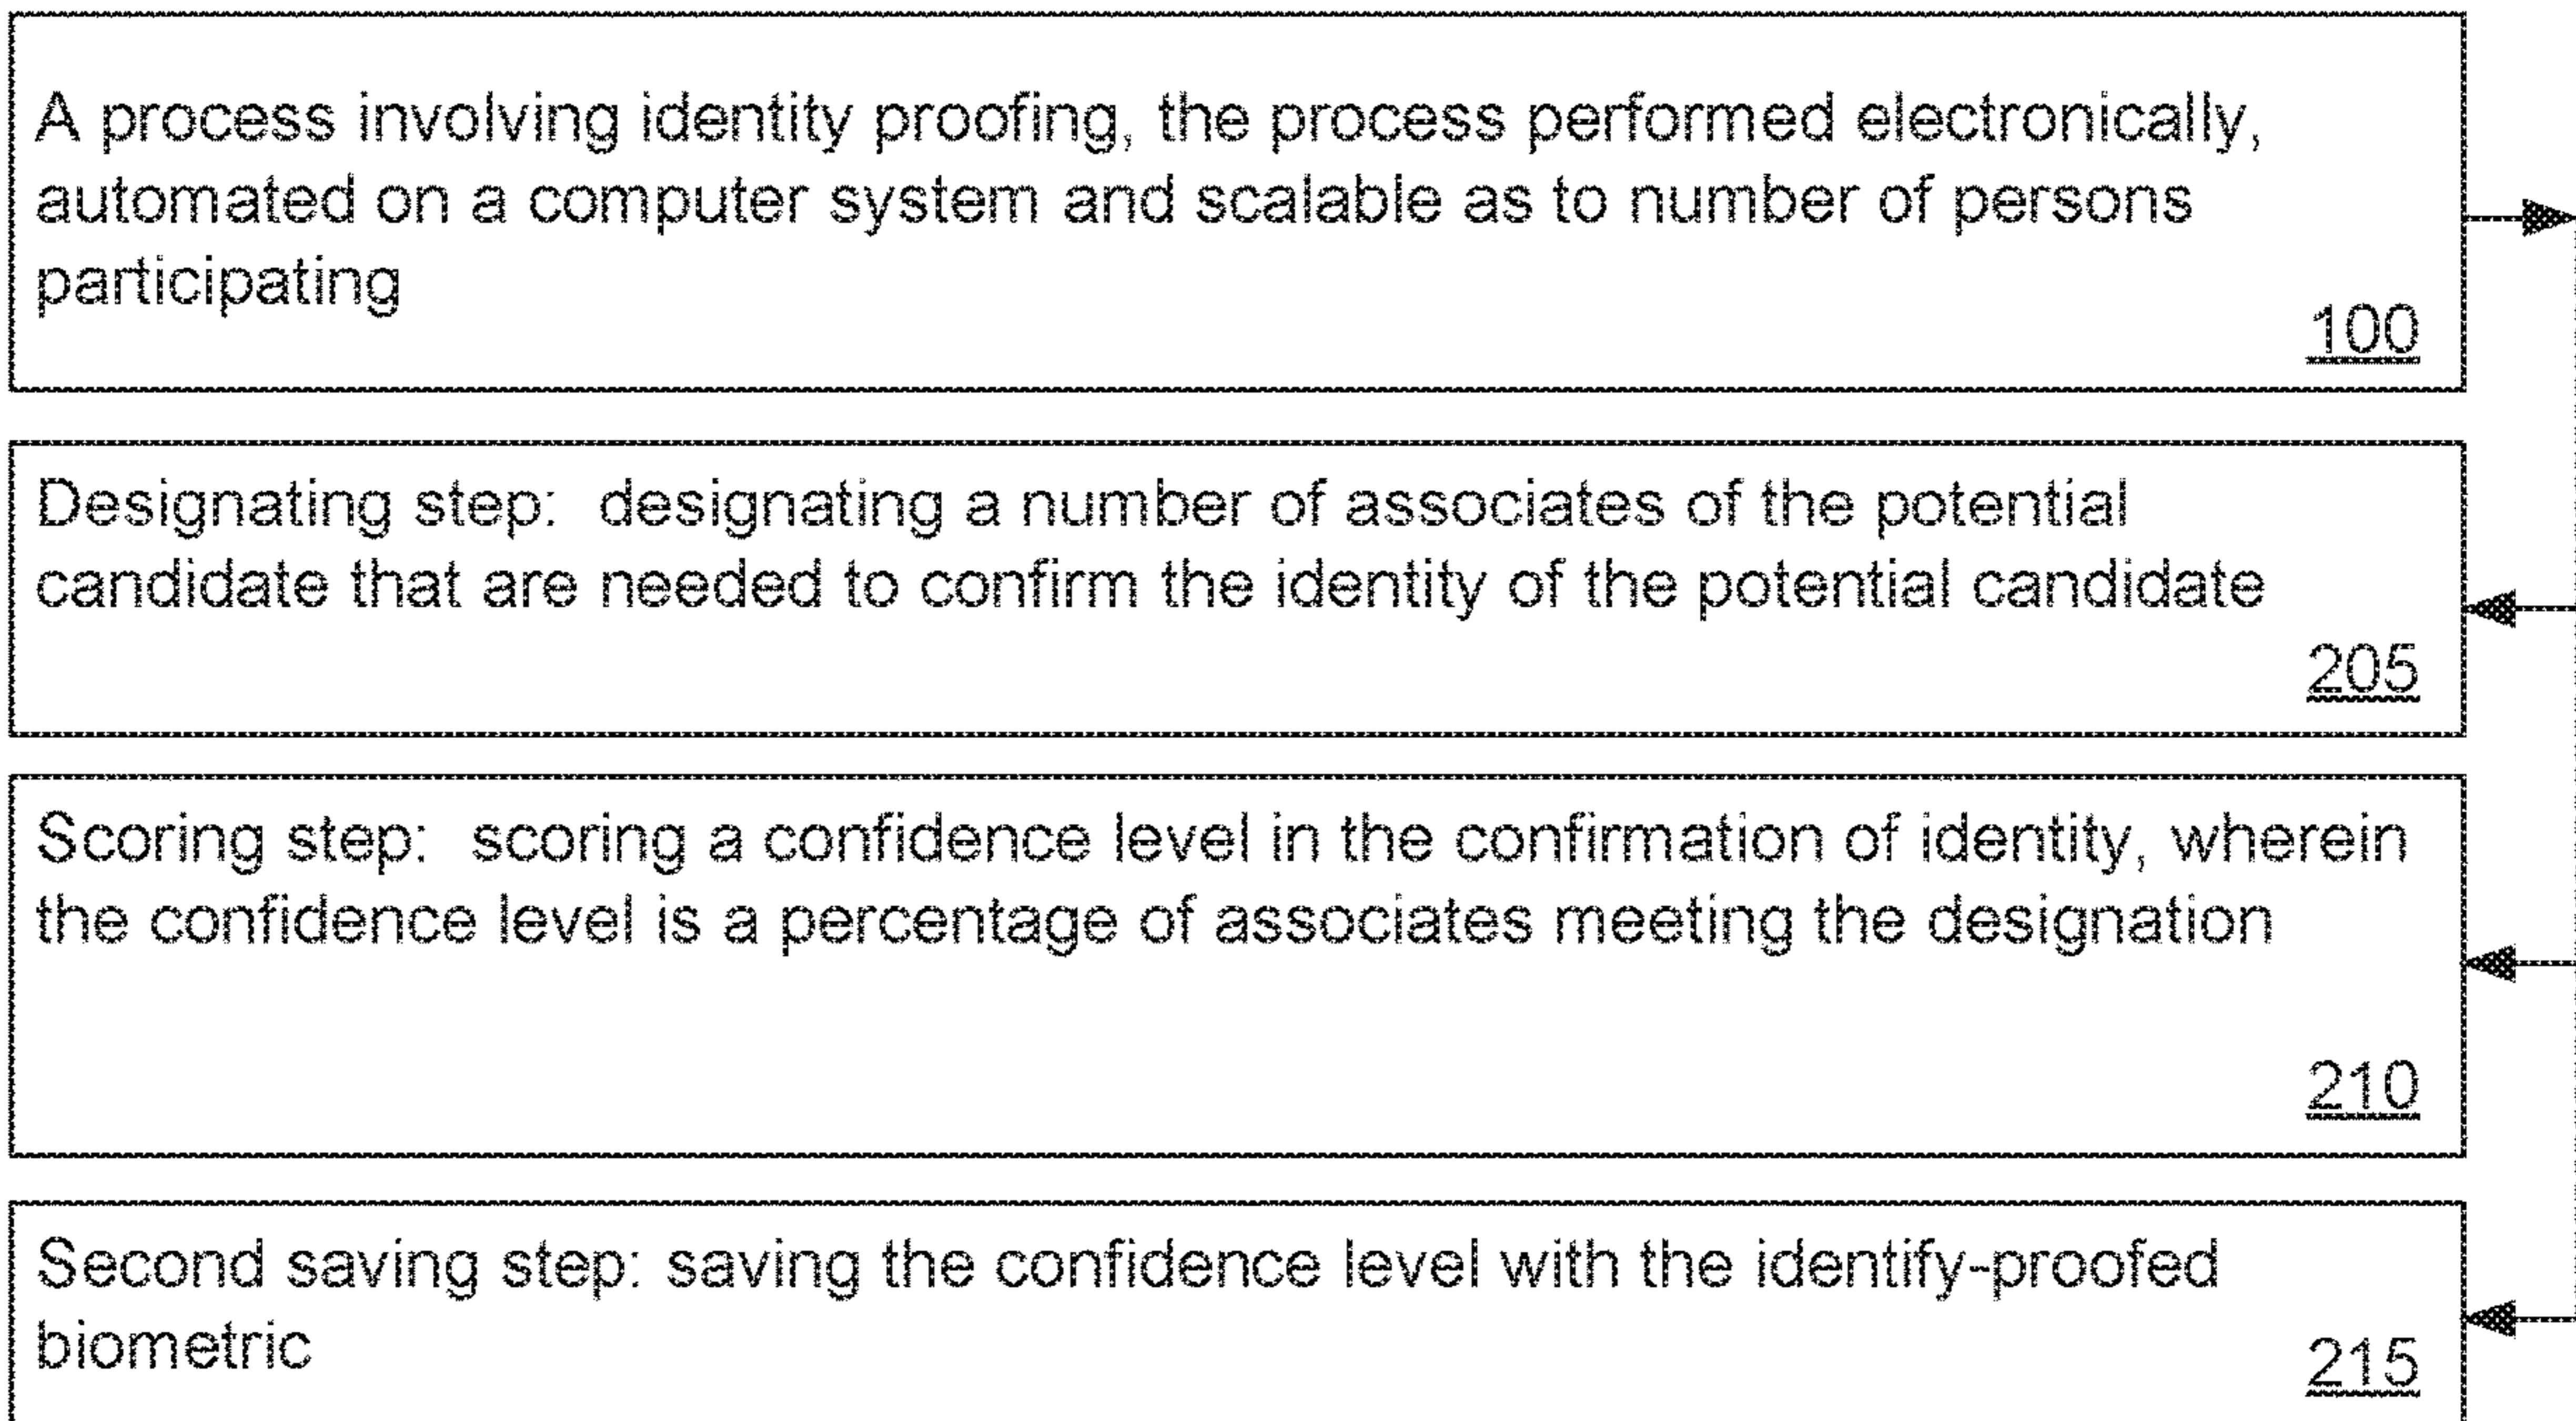 A process involving identity proofing, the process performed electronically,
automated on a computer system and scalable as to number of persons
participating
100
Designating step: designating a number of associates of the potential
candidate that are needed to confirm the identity of the potential candidate
205
Scoring step: scoring a confidence level in the confirmation of identity, wherein
the confidence level is a percentage of associates meeting the designation
210
Second saving step: saving the confidence level with the identify-proofed
biometric
215